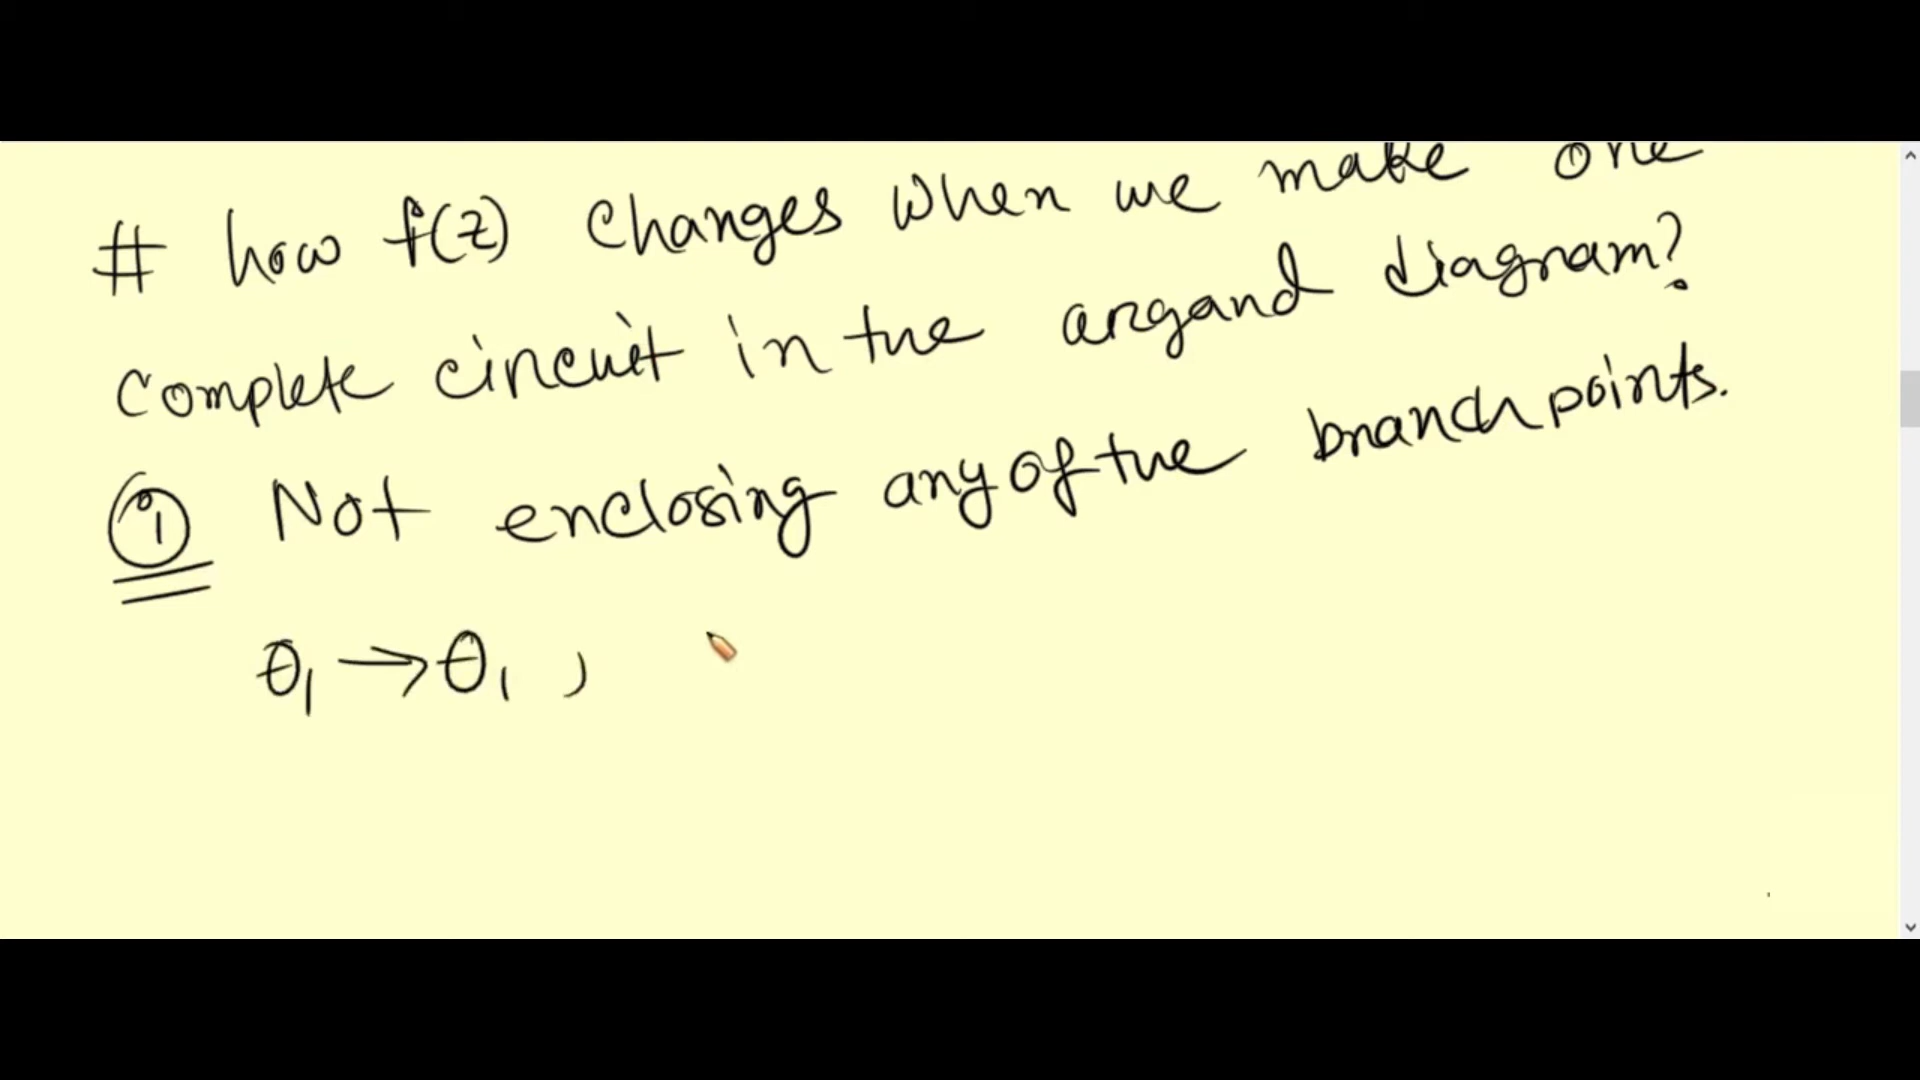 # how f(z) changes when we make one
complete circuit in the argand diagram?
① Not enclosing any of the branch points.
θ₁ → θ₁ ,